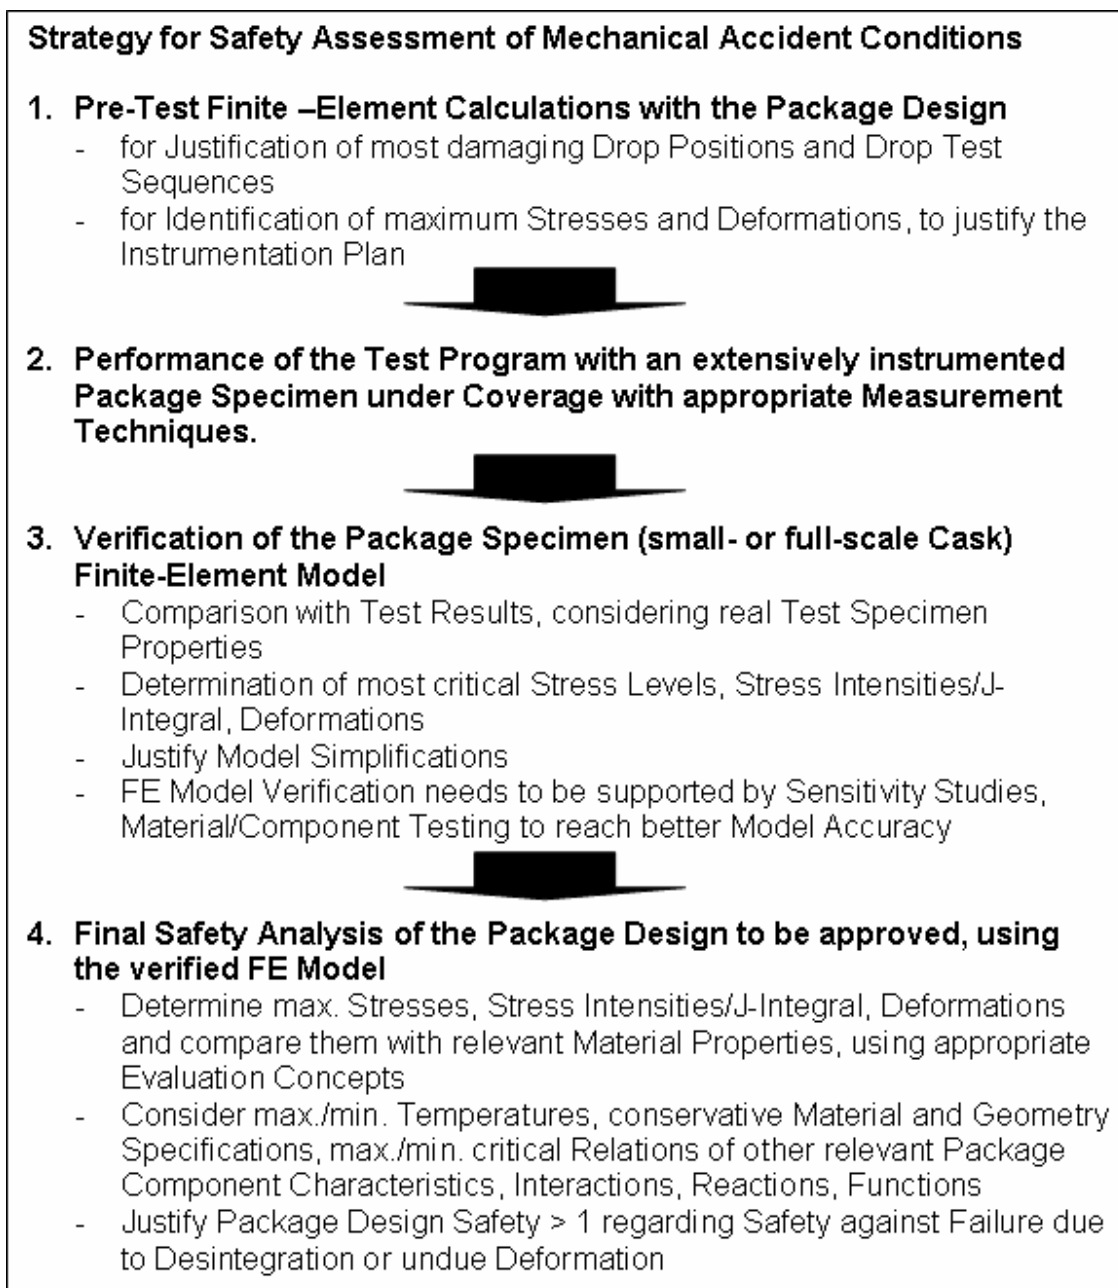 Strategy for Safety Assessment of Mechanical Accident Conditions
1. Pre-Test Finite –Element Calculations with the Package Design
- for Justification of most damaging Drop Positions and Drop Test
Sequences
- for Identification of maximum Stresses and Deformations, to justify the
Instrumentation Plan
2. Performance of the Test Program with an extensively instrumented
Package Specimen under Coverage with appropriate Measurement
Techniques.
3. Verification of the Package Specimen (small- or full-scale Cask)
Finite-Element Model
- Comparison with Test Results, considering real Test Specimen
Properties
- Determination of most critical Stress Levels, Stress Intensities/J-
Integral, Deformations
- Justify Model Simplifications
- FE Model Verification needs to be supported by Sensitivity Studies,
Material/Component Testing to reach better Model Accuracy
4. Final Safety Analysis of the Package Design to be approved, using
the verified FE Model
- Determine max. Stresses, Stress Intensities/J-Integral, Deformations
and compare them with relevant Material Properties, using appropriate
Evaluation Concepts
- Consider max./min. Temperatures, conservative Material and Geometry
Specifications, max./min. critical Relations of other relevant Package
Component Characteristics, Interactions, Reactions, Functions
- Justify Package Design Safety > 1 regarding Safety against Failure due
to Desintegration or undue Deformation